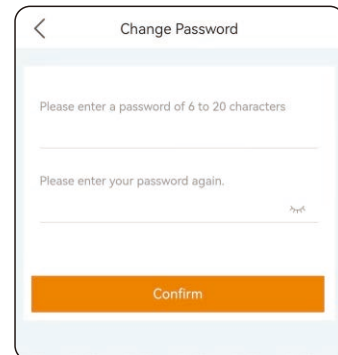 Change Password
Please enter a password of 6 to 20 characters
Please enter your password again.
Confirm